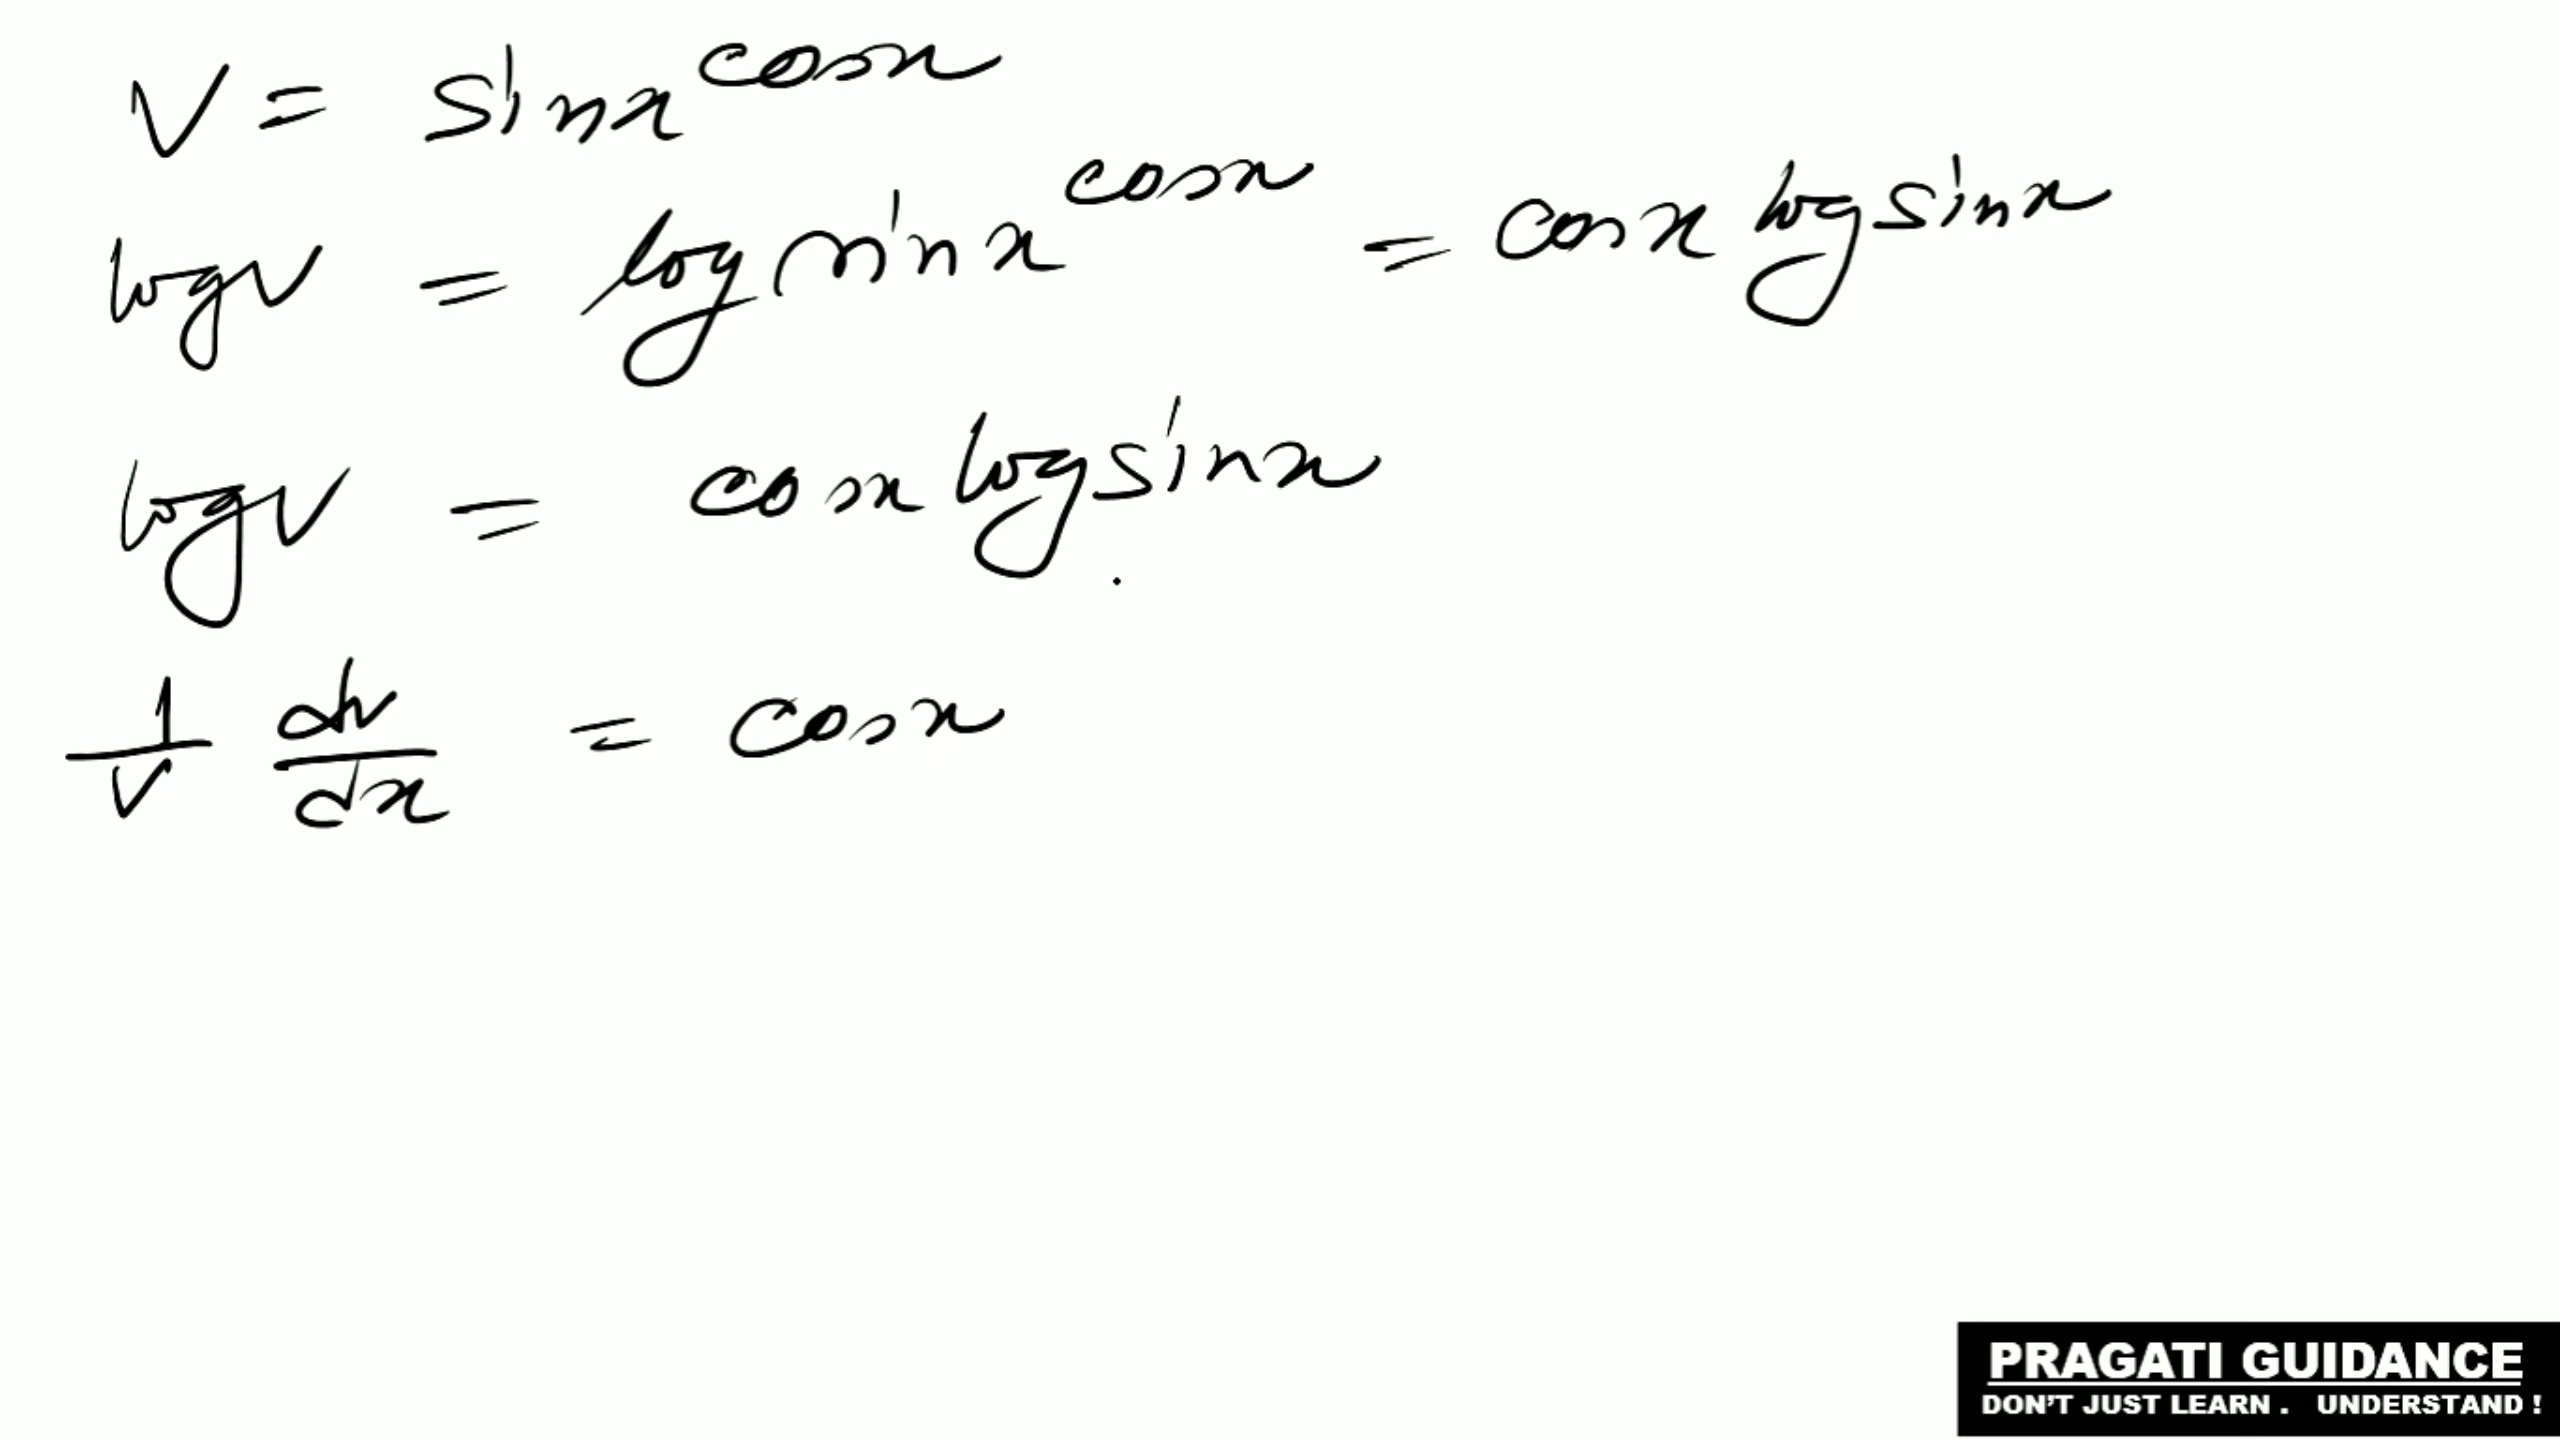 V = sinx^cosx
logv = log sinx^cosx = cosx log sinx
logv = cosx log sinx
1/v dv/dx = cosx
PRAGATI GUIDANCE
DON'T JUST LEARN. UNDERSTAND!